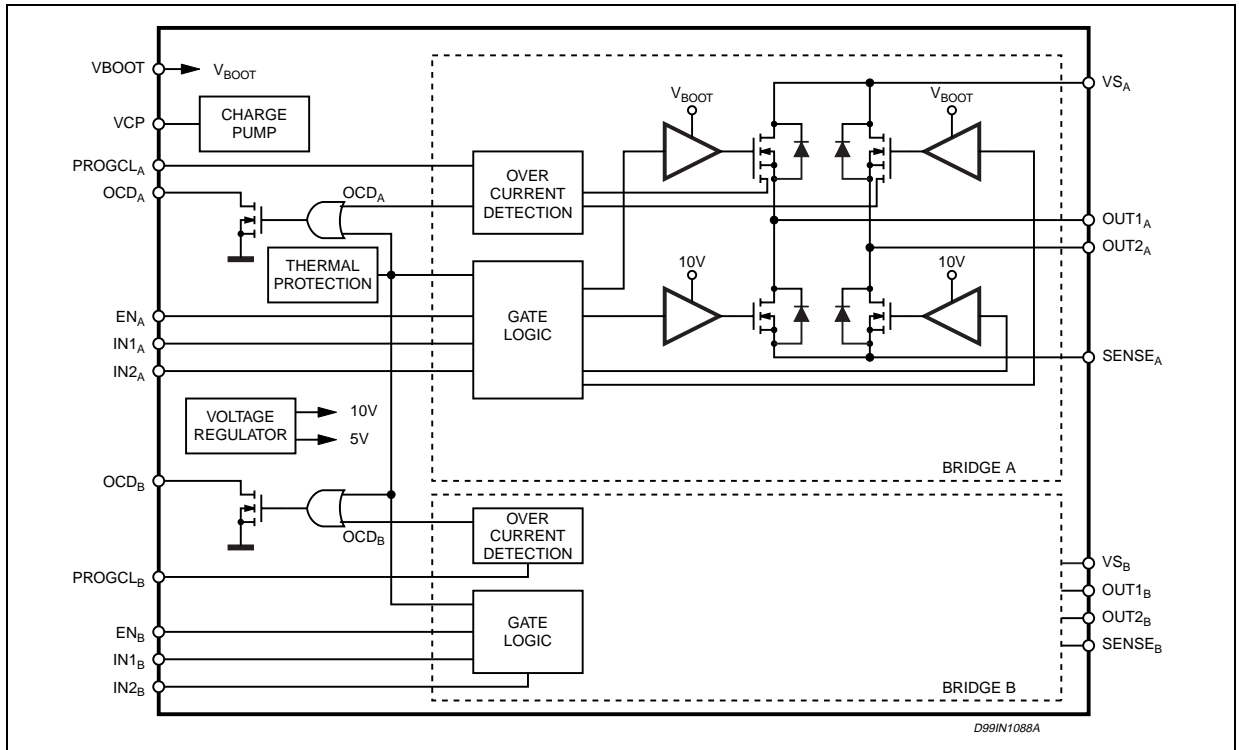 VBOOT
VBOOT
VCP
CHARGE
PUMP
PROGCLA
OCDA
OCDA
OVER
CURRENT
DETECTION
THERMAL
PROTECTION
ENA
IN1A
IN2A
GATE
LOGIC
VBOOT
VBOOT
10V
10V
VSA
OUT1A
OUT2A
SENSEA
VOLTAGE
REGULATOR
10V
5V
BRIDGE A
OCDB
OCDB
OVER
CURRENT
DETECTION
PROGCLB
ENB
IN1B
IN2B
GATE
LOGIC
VSB
OUT1B
OUT2B
SENSEB
BRIDGE B
D99IN1088A